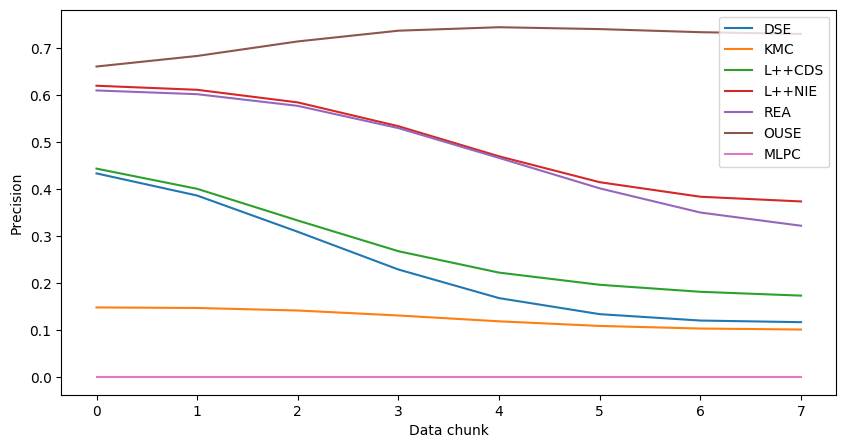 0.7
0.6
0.5
0.4
0.3
0.2
0.1
0.0
Precision
0 1 2 3 4 5 6 7
Data chunk
DSE
KMC
L++CDS
L++NIE
REA
OUSE
MLPC